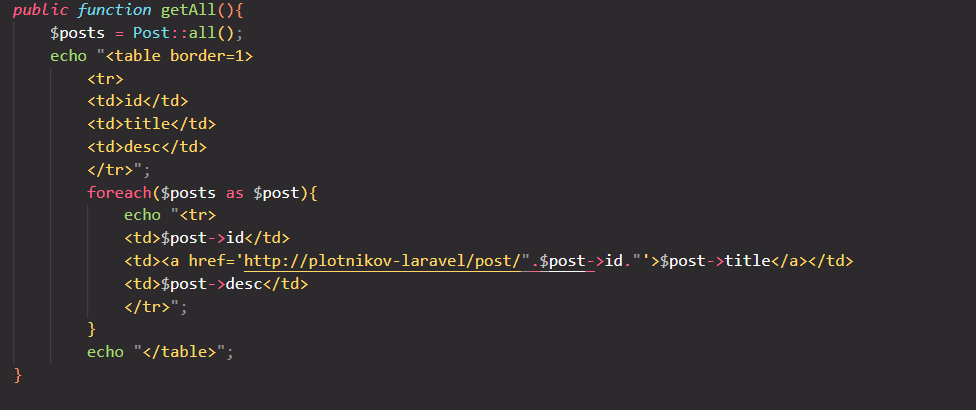 public function getAll(){
    $posts = Post::all();
    echo "<table border=1>
        <tr>
        <td>id</td>
        <td>title</td>
        <td>desc</td>
        </tr>";
        foreach($posts as $post){
            echo "<tr>
            <td>$post->id</td>
            <td><a href='http://plotnikov-laravel/post/".$post->id."'>$post->title</a></td>
            <td>$post->desc</td>
            </tr>";
        }
        echo "</table>";
}